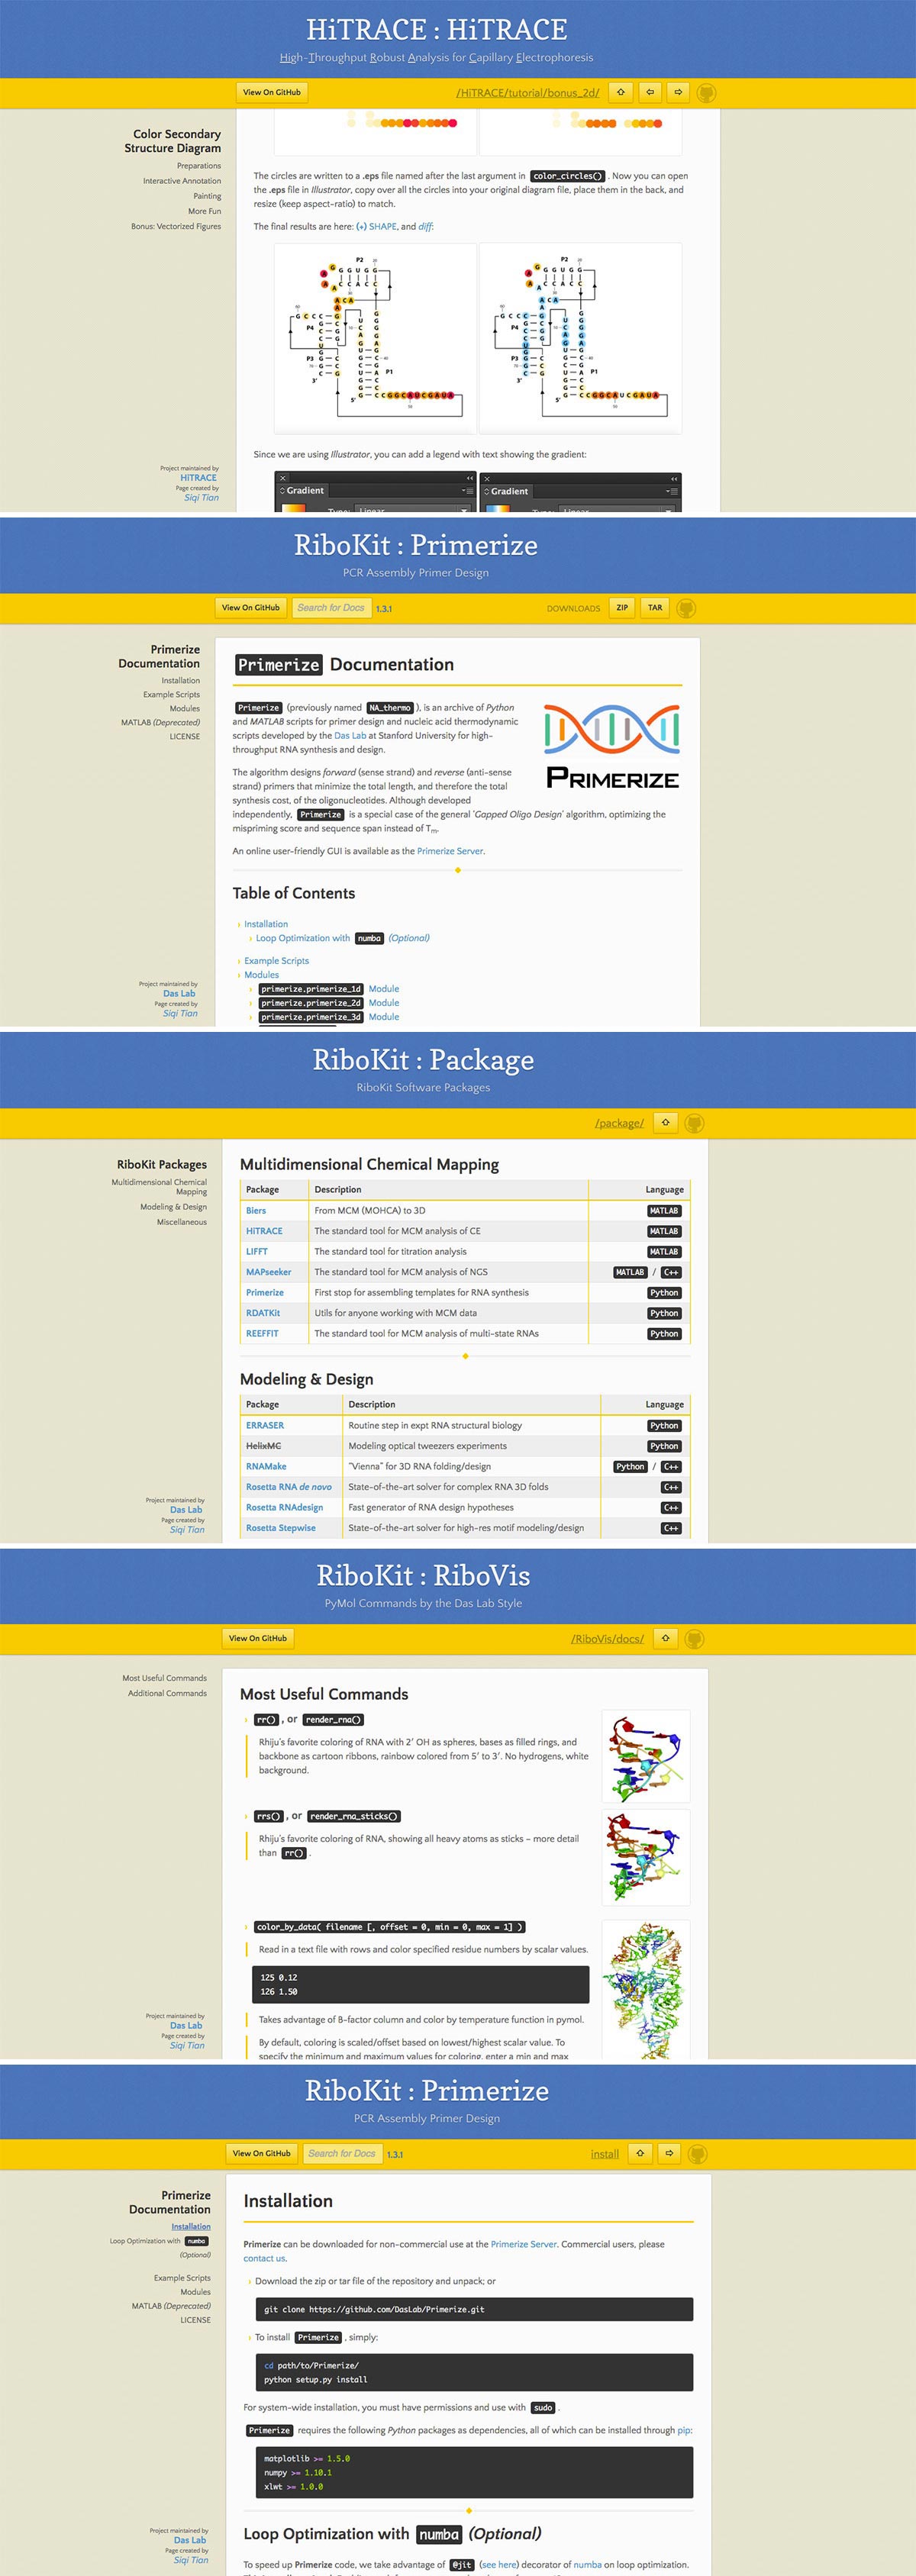 HiTRACE : HiTRACE
High-Throughput Robust Analysis for Capillary Electrophoresis
View On GitHub
/HiTRACE/tutorial/bonus_2d/
Color Secondary
Structure Diagram
Preparations
Interactive Annotation
Painting
More Fun
Bonus: Vectorized Figures
The circles are written to a .eps file named after the last argument in color_circles() . Now you can open
the .eps file in Illustrator, copy over all the circles into your original diagram file, place them in the back, and
resize (keep aspect-ratio) to match.
The final results are here: (+) SHAPE, and diff:
P2
P4
P3
P1
3'
5'
P2
P4
P3
P1
3'
5'
Since we are using Illustrator, you can add a legend with text showing the gradient:
Gradient
Gradient
Type: Linear
Project maintained by
HiTRACE
Page created by
Siqi Tian
RiboKit : Primerize
PCR Assembly Primer Design
View On GitHub
Search for Docs
1.3.1
DOWNLOADS
ZIP
TAR
Primerize
Documentation
Installation
Example Scripts
Modules
MATLAB (Deprecated)
LICENSE
Primerize Documentation
Primerize (previously named NA_thermo ), is an archive of Python
and MATLAB scripts for primer design and nucleic acid thermodynamic
scripts developed by the Das Lab at Stanford University for high-
throughput RNA synthesis and design.
PRIMERIZE
The algorithm designs forward (sense strand) and reverse (anti-sense
strand) primers that minimize the total length, and therefore the total
synthesis cost, of the oligonucleotides. Although developed
independently, Primerize is a special case of the general 'Gapped Oligo Design' algorithm, optimizing the
mispriming score and sequence span instead of Tm.
An online user-friendly GUI is available as the Primerize Server.
Table of Contents
Installation
Loop Optimization with numba (Optional)
Example Scripts
Modules
primerize.primerize_1d Module
primerize.primerize_2d Module
primerize.primerize_3d Module
Project maintained by
Das Lab
Page created by
Siqi Tian
RiboKit : Package
RiboKit Software Packages
/package/
RiboKit Packages
Multidimensional Chemical
Mapping
Modeling & Design
Miscellaneous
Multidimensional Chemical Mapping
Package Description Language
Biers From MCM (MOHCA) to 3D MATLAB
HiTRACE The standard tool for MCM analysis of CE MATLAB
LIFFT The standard tool for titration analysis MATLAB
MAPseeker The standard tool for MCM analysis of NGS MATLAB / C++
Primerize First stop for assembling templates for RNA synthesis Python
RDATKit Utils for anyone working with MCM data Python
REEFFIT The standard tool for MCM analysis of multi-state RNAs Python
Modeling & Design
Package Description Language
ERRASER Routine step in expt RNA structural biology Python
HelixMC Modeling optical tweezers experiments Python
RNAMake "Vienna" for 3D RNA folding/design Python / C++
Rosetta RNA de novo State-of-the-art solver for complex RNA 3D folds C++
Rosetta RNAdesign Fast generator of RNA design hypotheses C++
Rosetta Stepwise State-of-the-art solver for high-res motif modeling/design C++
Project maintained by
Das Lab
Page created by
Siqi Tian
RiboKit : RiboVis
PyMol Commands by the Das Lab Style
View On GitHub
/RiboVis/docs/
Most Useful Commands
Additional Commands
Most Useful Commands
rr() , or render_rna()
Rhiju's favorite coloring of RNA with 2' OH as spheres, bases as filled rings, and
backbone as cartoon ribbons, rainbow colored from 5' to 3'. No hydrogens, white
background.
rrs() , or render_rna_sticks()
Rhiju's favorite coloring of RNA, showing all heavy atoms as sticks – more detail
than rr() .
color_by_data( filename [, offset = 0, min = 0, max = 1] )
Read in a text file with rows and color specified residue numbers by scalar values.
125 0.12
126 1.50
Takes advantage of B-factor column and color by temperature function in pymol.
By default, coloring is scaled/offset based on lowest/highest scalar value. To
specify the minimum and maximum values for coloring, enter a min and max
Project maintained by
Das Lab
Page created by
Siqi Tian
RiboKit : Primerize
PCR Assembly Primer Design
View On GitHub
Search for Docs
1.3.1
install
Primerize
Documentation
Installation
Loop Optimization with numba
(Optional)
Example Scripts
Modules
MATLAB (Deprecated)
LICENSE
Installation
Primerize can be downloaded for non-commercial use at the Primerize Server. Commercial users, please
contact us.
Download the zip or tar file of the repository and unpack; or
git clone https://github.com/DasLab/Primerize.git
To install Primerize , simply:
cd path/to/Primerize/
python setup.py install
For system-wide installation, you must have permissions and use with sudo .
Primerize requires the following Python packages as dependencies, all of which can be installed through pip:
matplotlib >= 1.5.0
numpy >= 1.10.1
xlwt >= 1.0.0
Loop Optimization with numba (Optional)
To speed up Primerize code, we take advantage of @jit (see here) decorator of numba on loop optimization.
Project maintained by
Das Lab
Page created by
Siqi Tian